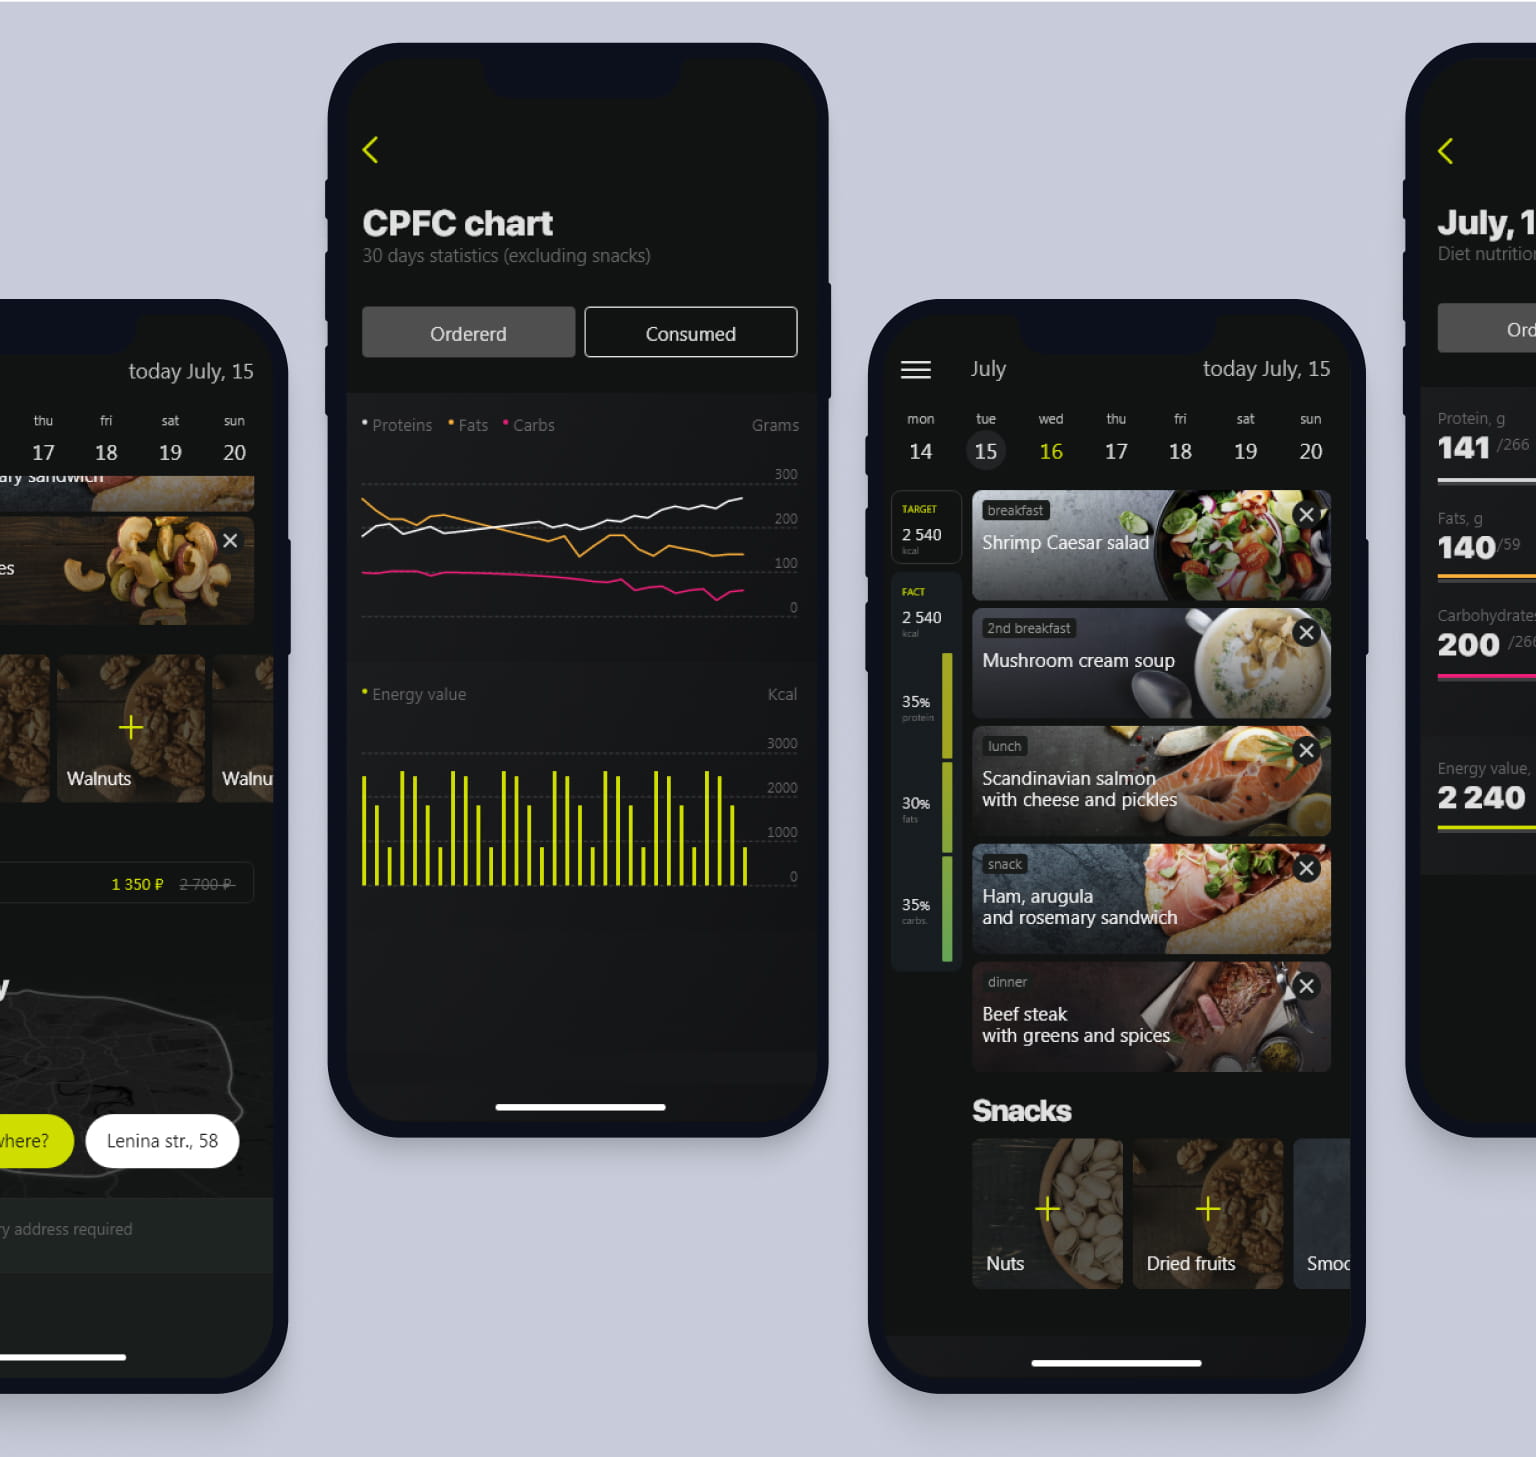 today July, 15
thu fri sat sun
17 18 19 20
ary sandwich
es
Walnuts
Walnu
1 350 ₽ 2 700 ₽
y
where?
Lenina str., 58
ry address required
CPFC chart
30 days statistics (excluding snacks)
Ordererd
Consumed
Proteins Fats Carbs Grams
300
200
100
0
Energy value Kcal
3000
2000
1000
0
July today July, 15
mon tue wed thu fri sat sun
14 15 16 17 18 19 20
TARGET
2 540
kcal
FACT
2 540
kcal
35%
protein
30%
fats
35%
carbs.
breakfast
Shrimp Caesar salad
2nd breakfast
Mushroom cream soup
lunch
Scandinavian salmon
with cheese and pickles
snack
Ham, arugula
and rosemary sandwich
dinner
Beef steak
with greens and spices
Snacks
Nuts
Dried fruits
Smoo
July, 1
Diet nutrition
Ord
Protein, g
141 /266
Fats, g
140 /59
Carbohydrates
200 /266
Energy value,
2 240